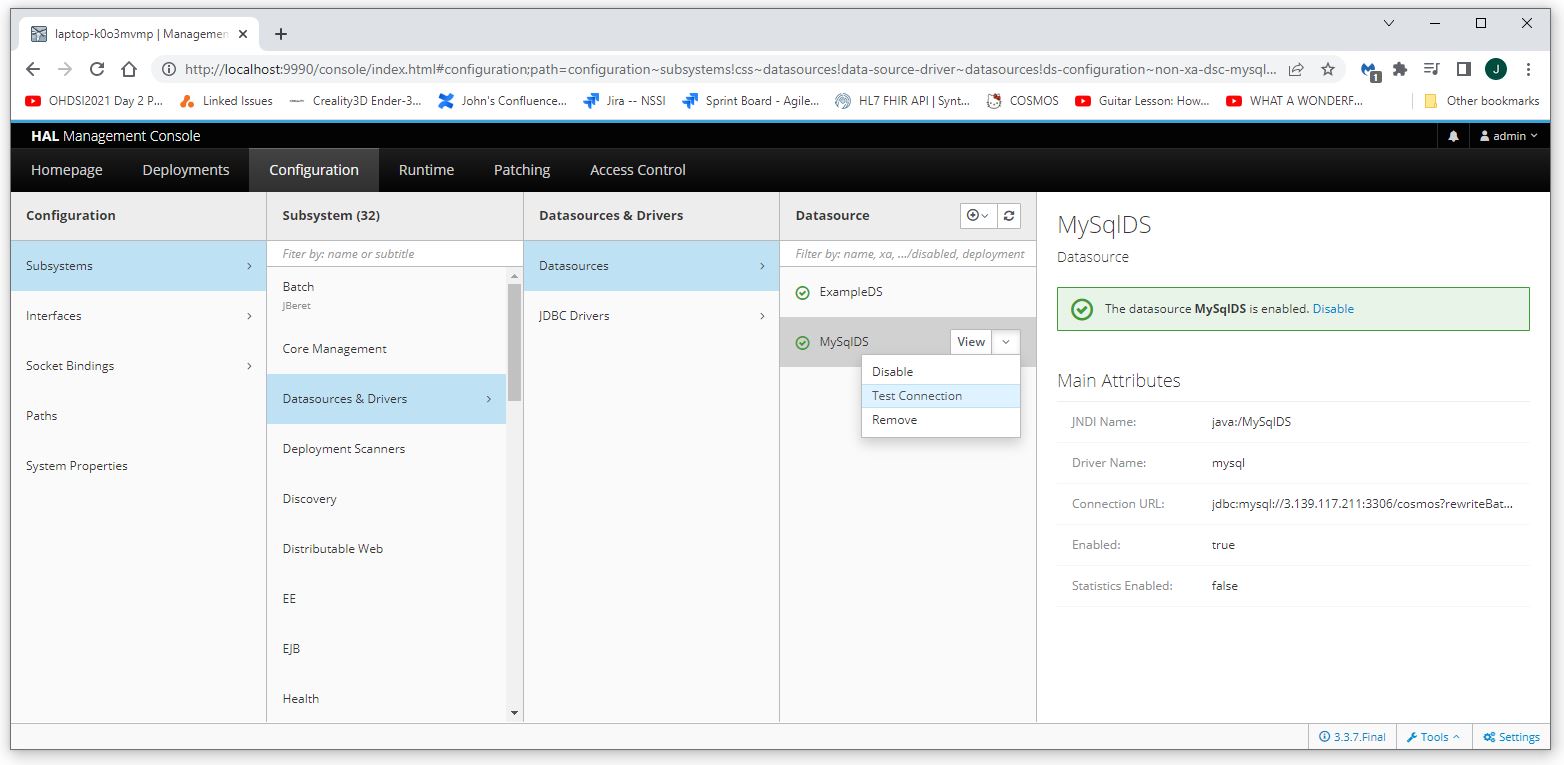 laptop-k0o3mvmp | Managemen
http://localhost:9990/console/index.html#configuration;path=configuration~subsystems!css~datasources!data-source-driver~datasources!ds-configuration~non-xa-dsc-mysql...
1
J
OHDSI2021 Day 2 P...
Linked Issues
Creality3D Ender-3...
John's Confluence...
Jira -- NSSI
Sprint Board - Agile...
HL7 FHIR API | Synt...
COSMOS
Guitar Lesson: How...
WHAT A WONDERF...
Other bookmarks
HAL Management Console
admin
Homepage
Deployments
Configuration
Runtime
Patching
Access Control
Configuration
Subsystems
Interfaces
Socket Bindings
Paths
System Properties
Subsystem (32)
Fiter by: name or subtitle
Batch
JBeret
Core Management
Datasources & Drivers
Deployment Scanners
Discovery
Distributable Web
EE
EJB
Health
Datasources & Drivers
Datasources
JDBC Drivers
Datasource
Filter by: name, xa, .../disabled, deployment
ExampleDS
MySqlDS
View
Disable
Test Connection
Remove
MySqlDS
Datasource
The datasource MySqlDS is enabled. Disable
Main Attributes
JNDI Name: java:/MySqlDS
Driver Name: mysql
Connection URL: jdbc:mysql://3.139.117.211:3306/cosmos?rewriteBat...
Enabled: true
Statistics Enabled: false
3.3.7.Final
Tools
Settings